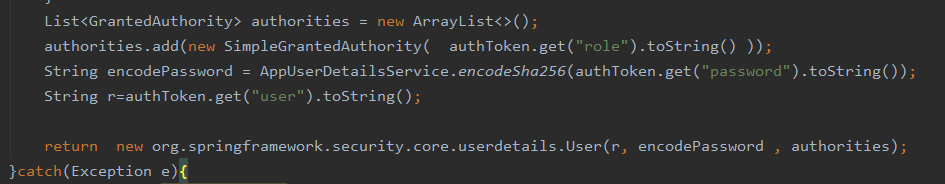 List<GrantedAuthority> authorities = new ArrayList<>();
authorities.add(new SimpleGrantedAuthority(  authToken.get("role").toString() ));
String encodePassword = AppUserDetailsService.encodeSha256(authToken.get("password").toString());
String r=authToken.get("user").toString();
return  new org.springframework.security.core.userdetails.User(r, encodePassword , authorities);
}catch(Exception e){